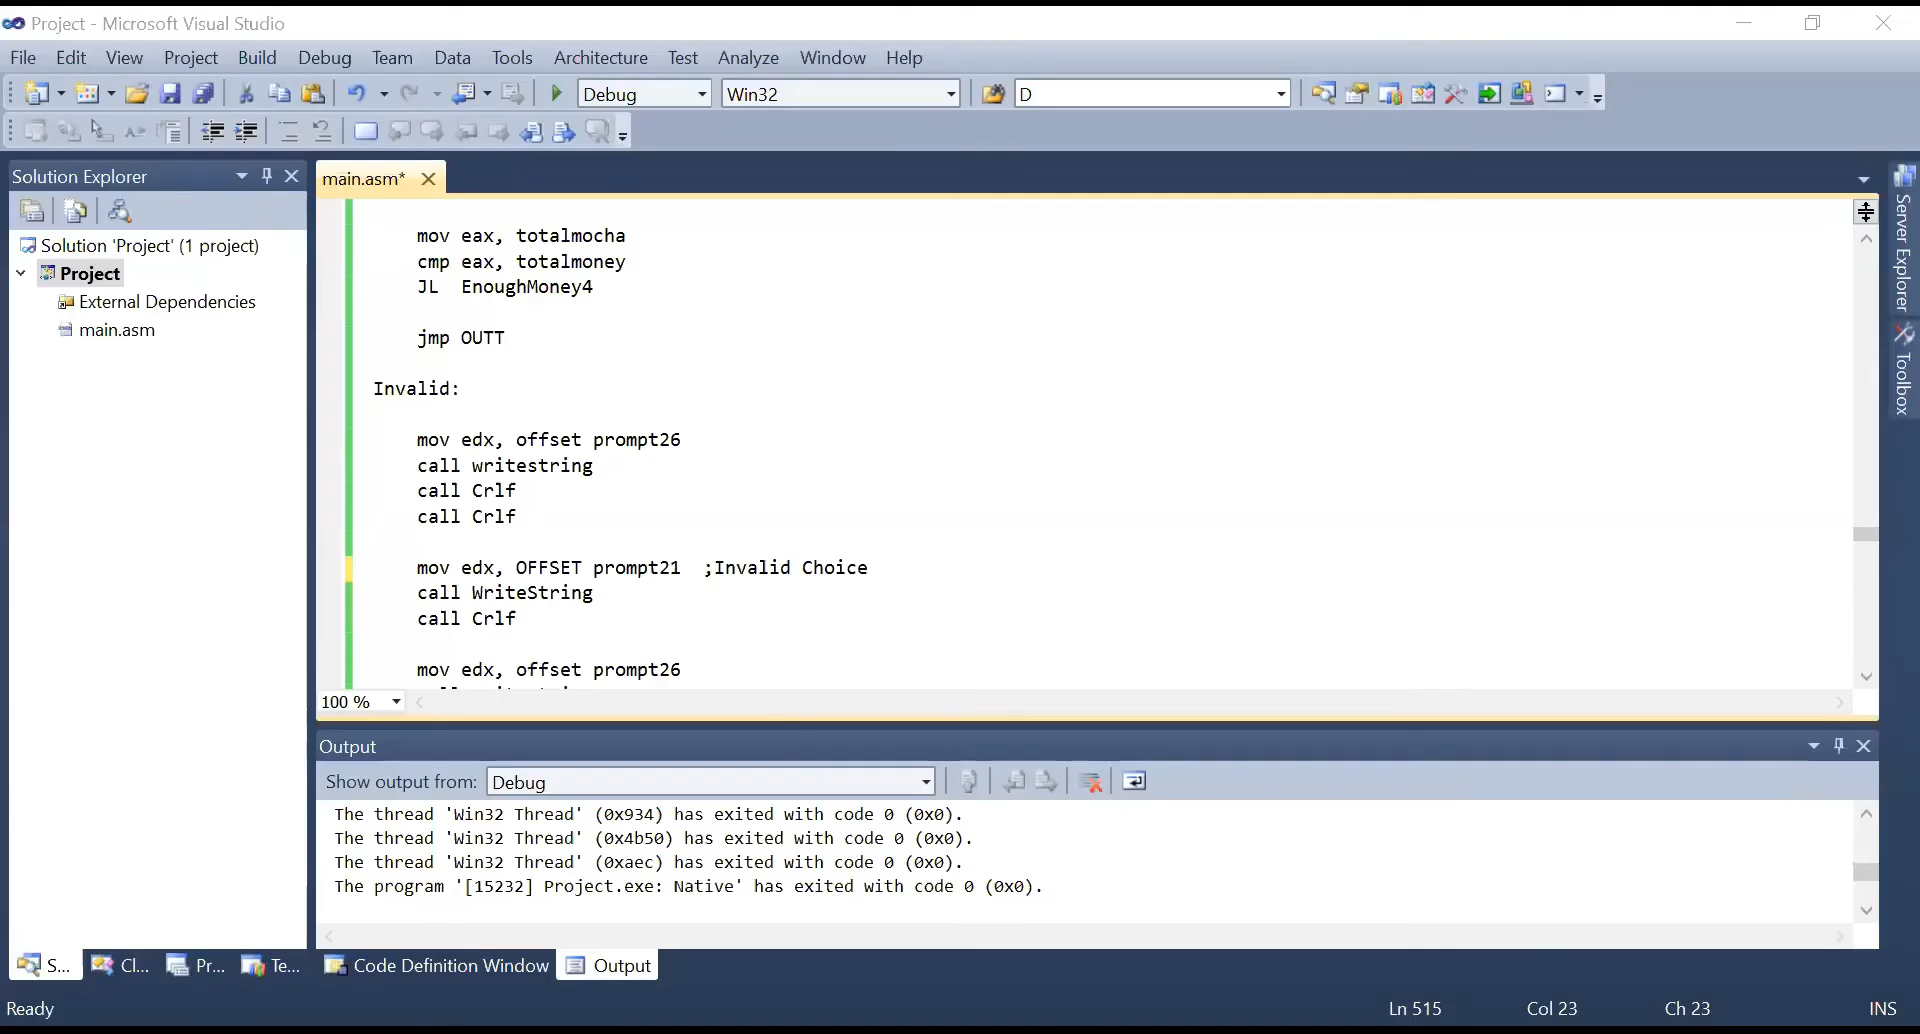 Project - Microsoft Visual Studio
File Edit View Project Build Debug Team Data Tools Architecture Test Analyze Window Help
Debug Win32 D
Solution Explorer
Solution 'Project' (1 project)
Project
External Dependencies
main.asm
main.asm*
mov eax, totalmocha
cmp eax, totalmoney
JL EnoughMoney4
jmp OUTT
Invalid:
mov edx, offset prompt26
call writestring
call Crlf
call Crlf
mov edx, OFFSET prompt21 ;Invalid Choice
call WriteString
call Crlf
mov edx, offset prompt26
100 %
Server Explorer
Toolbox
Output
Show output from: Debug
The thread 'Win32 Thread' (0x934) has exited with code 0 (0x0).
The thread 'Win32 Thread' (0x4b50) has exited with code 0 (0x0).
The thread 'Win32 Thread' (0xaec) has exited with code 0 (0x0).
The program '[15232] Project.exe: Native' has exited with code 0 (0x0).
S... Cl... Pr... Te... Code Definition Window Output
Ready Ln 515 Col 23 Ch 23 INS